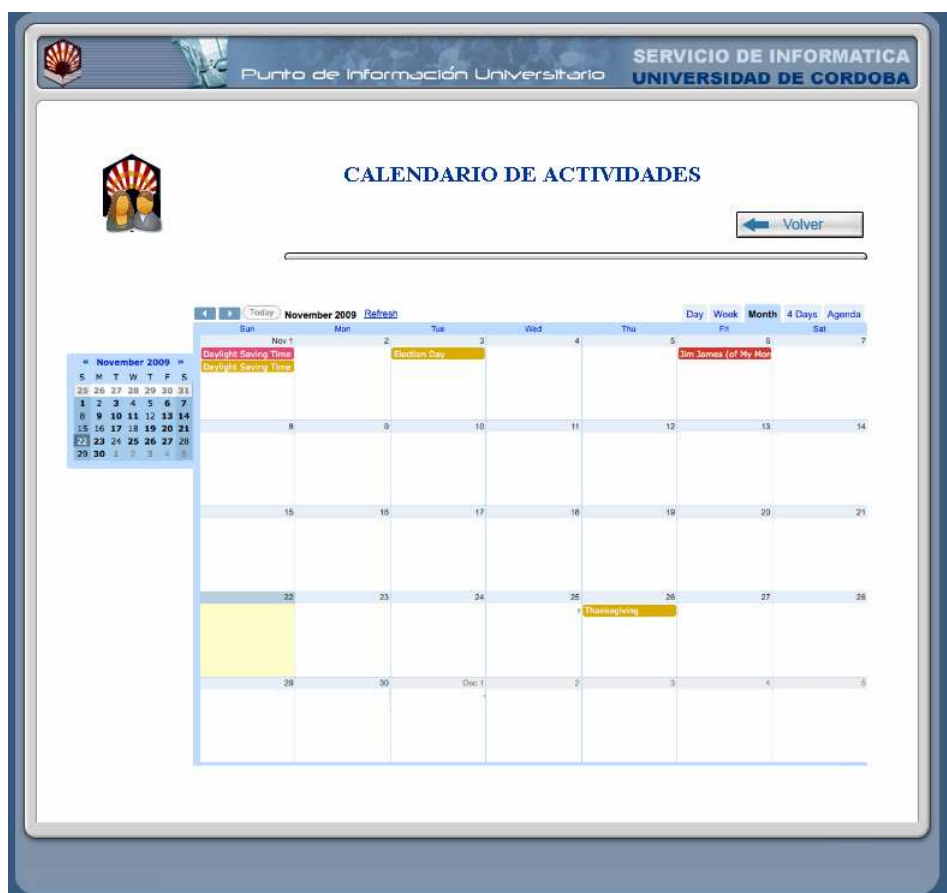 Punto de Información Universitario
SERVICIO DE INFORMATICA
UNIVERSIDAD DE CORDOBA
CALENDARIO DE ACTIVIDADES
Volver
Today November 2009 Refresh
Day Week Month 4 Days Agenda
« November 2009 »
S M T W T F S
25 26 27 28 29 30 31
1 2 3 4 5 6 7
8 9 10 11 12 13 14
15 16 17 18 19 20 21
22 23 24 25 26 27 28
29 30 1 2 3 4 5
Sun Mon Tue Wed Thu Fri Sat
Nov 1 2 3 4 5 6 7
Daylight Saving Time Election Day Jim James (of My Mon
Daylight Saving Time
8 9 10 11 12 13 14
15 16 17 18 19 20 21
22 23 24 25 26 27 28
Thanksgiving
29 30 Dec 1 2 3 4 5